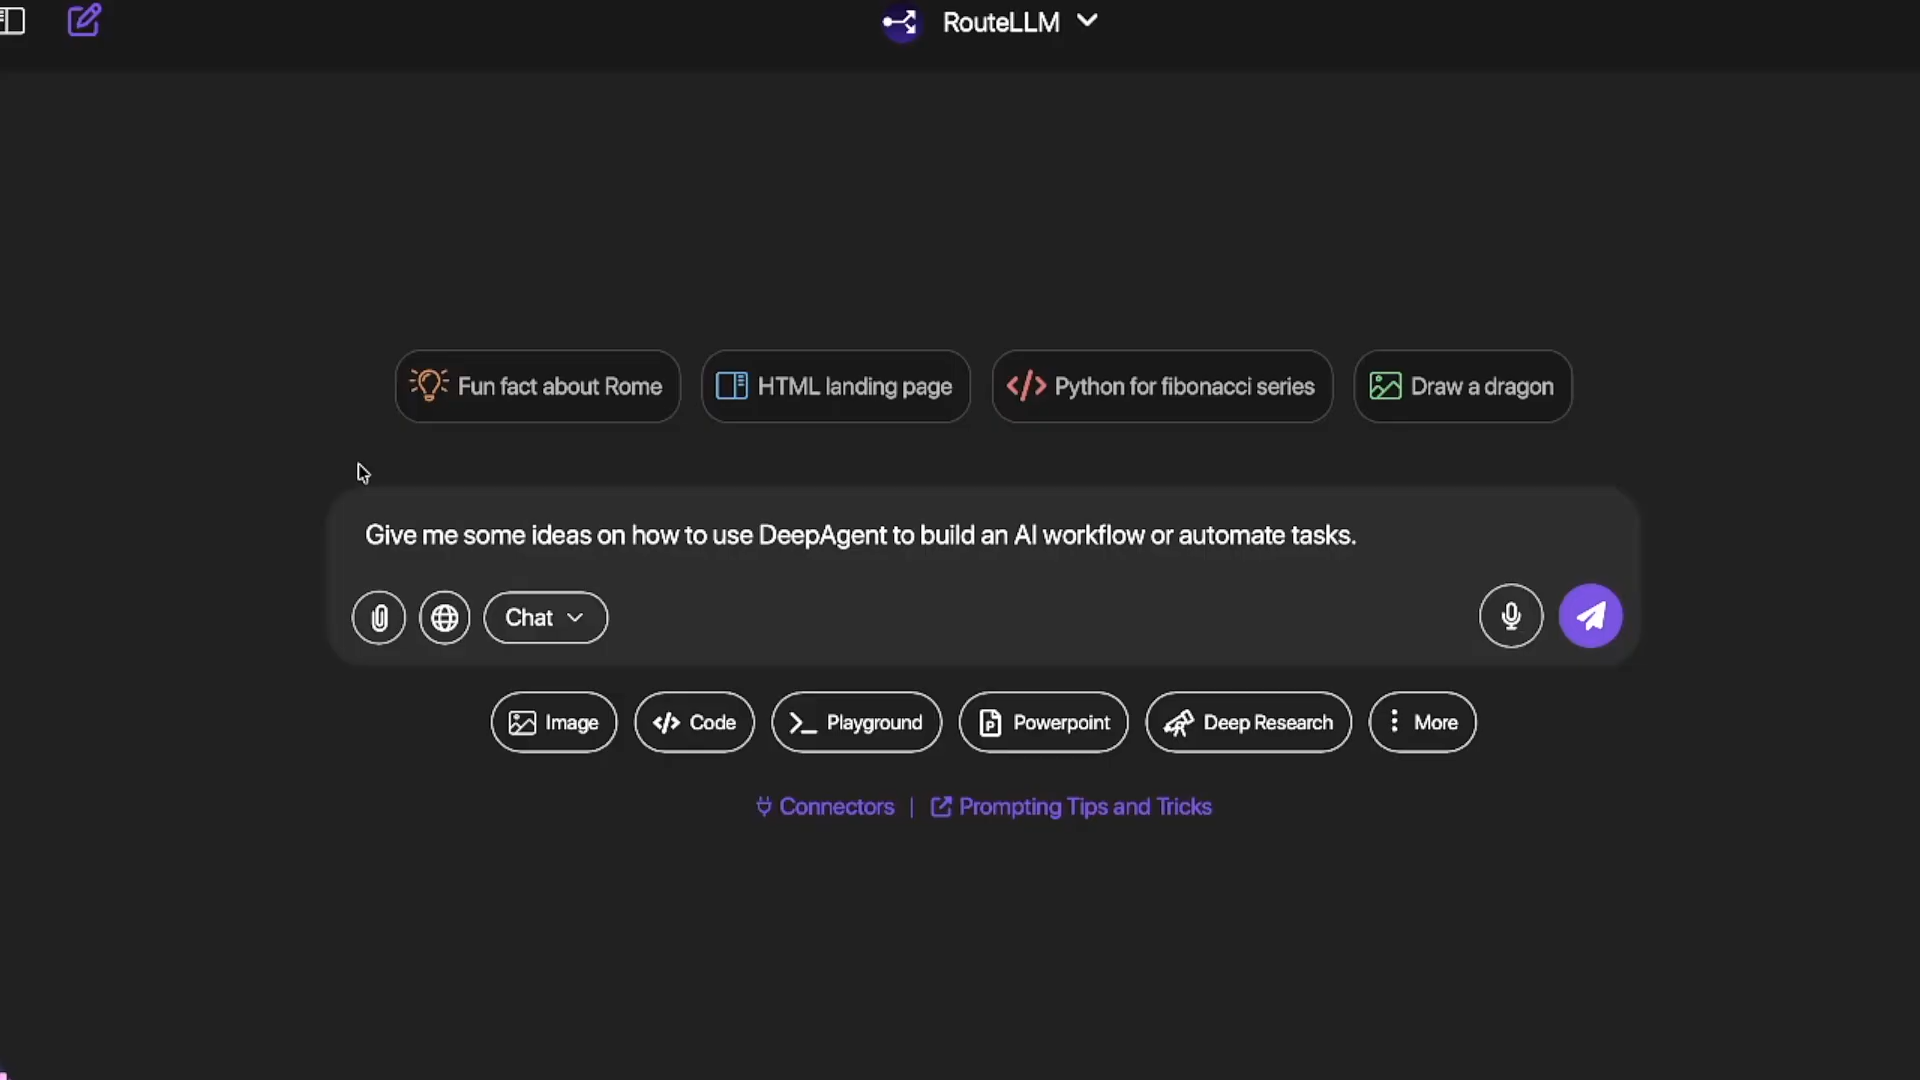 RouteLLM
Fun fact about Rome
HTML landing page
Python for fibonacci series
Draw a dragon
Give me some ideas on how to use DeepAgent to build an AI workflow or automate tasks.
Chat
Image
Code
Playground
Powerpoint
Deep Research
More
Connectors | Prompting Tips and Tricks